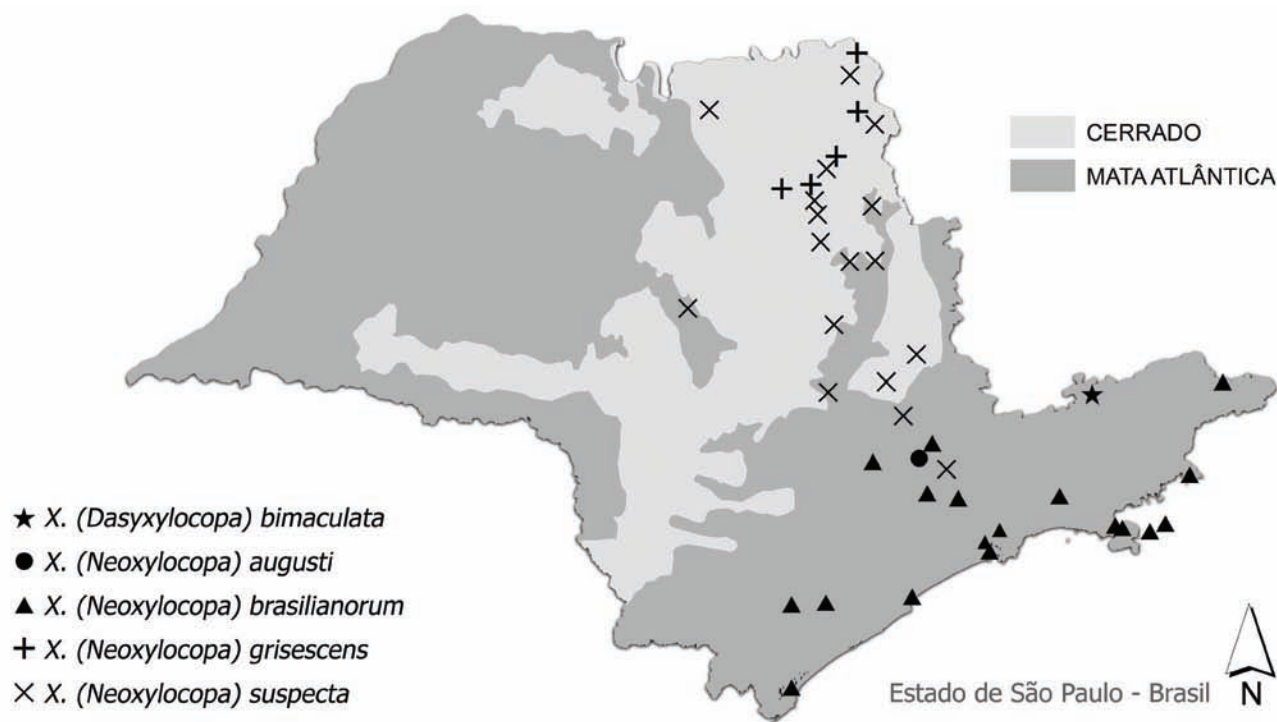 CERRADO
MATA ATLÂNTICA
X. (Dasyxylocopa) bimaculata
X. (Neoxylocopa) augusti
X. (Neoxylocopa) brasilianorum
X. (Neoxylocopa) grisescens
X. (Neoxylocopa) suspecta
Estado de São Paulo - Brasil
N